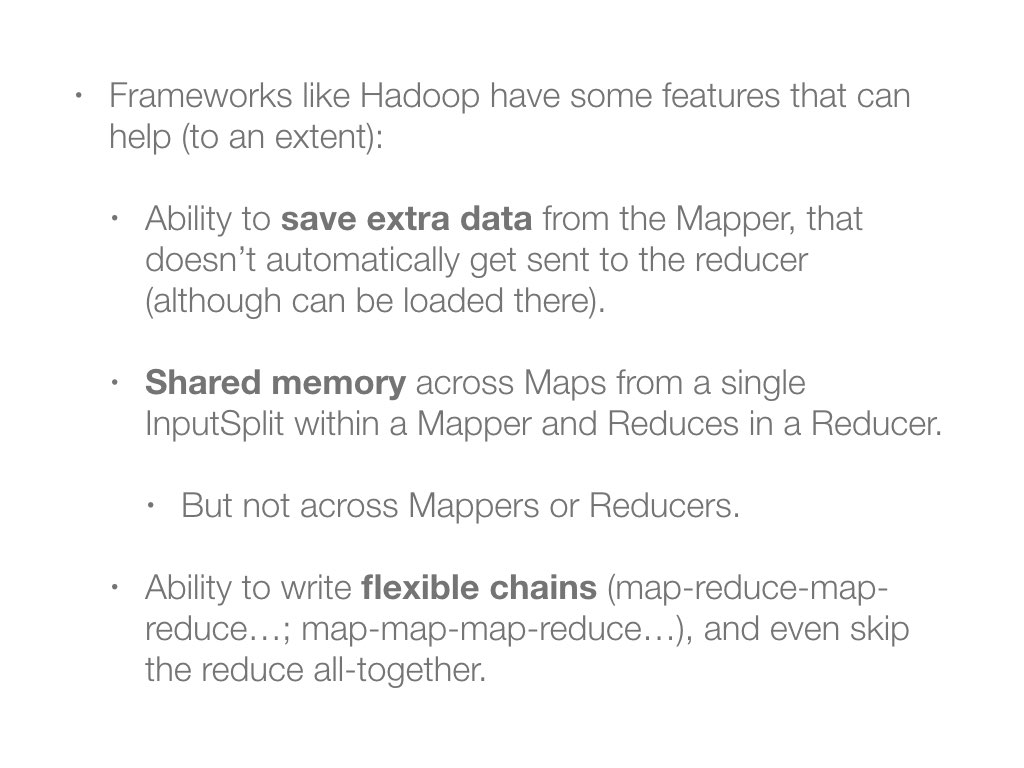 • Frameworks like Hadoop have some features that can
help (to an extent):
• Ability to save extra data from the Mapper, that
doesn’t automatically get sent to the reducer
(although can be loaded there).
• Shared memory across Maps from a single
InputSplit within a Mapper and Reduces in a Reducer.
• But not across Mappers or Reducers.
• Ability to write flexible chains (map-reduce-map-
reduce…; map-map-map-reduce…), and even skip
the reduce all-together.